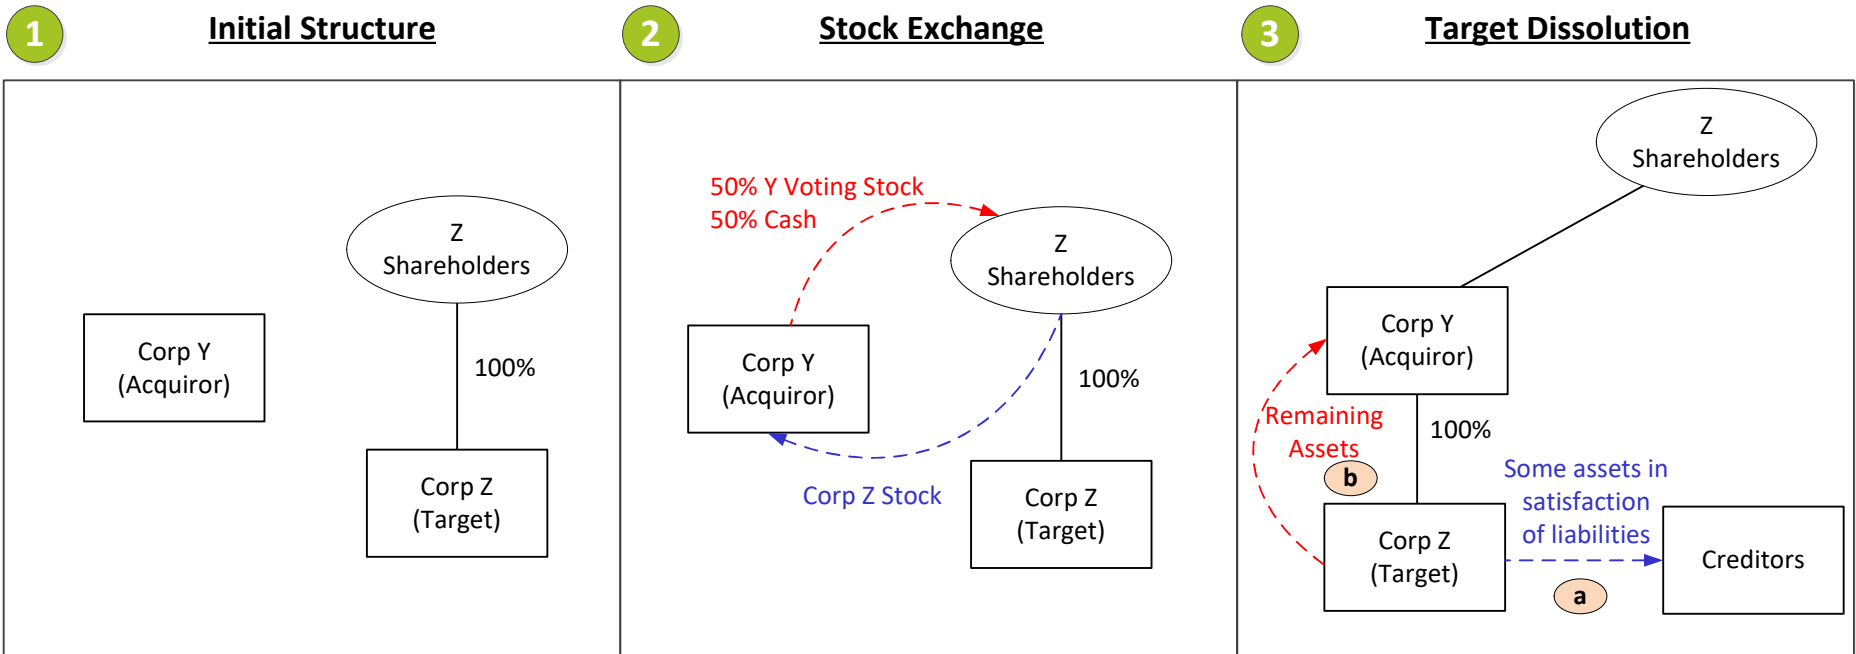 1
Initial Structure
Z
Shareholders
Corp Y
(Acquiror)
100%
Corp Z
(Target)
2
Stock Exchange
50% Y Voting Stock
50% Cash
Z
Shareholders
Corp Y
(Acquiror)
100%
Corp Z Stock
Corp Z
(Target)
3
Target Dissolution
Z
Shareholders
Corp Y
(Acquiror)
Remaining
Assets
b
100%
Some assets in
satisfaction
of liabilities
Corp Z
(Target)
a
Creditors